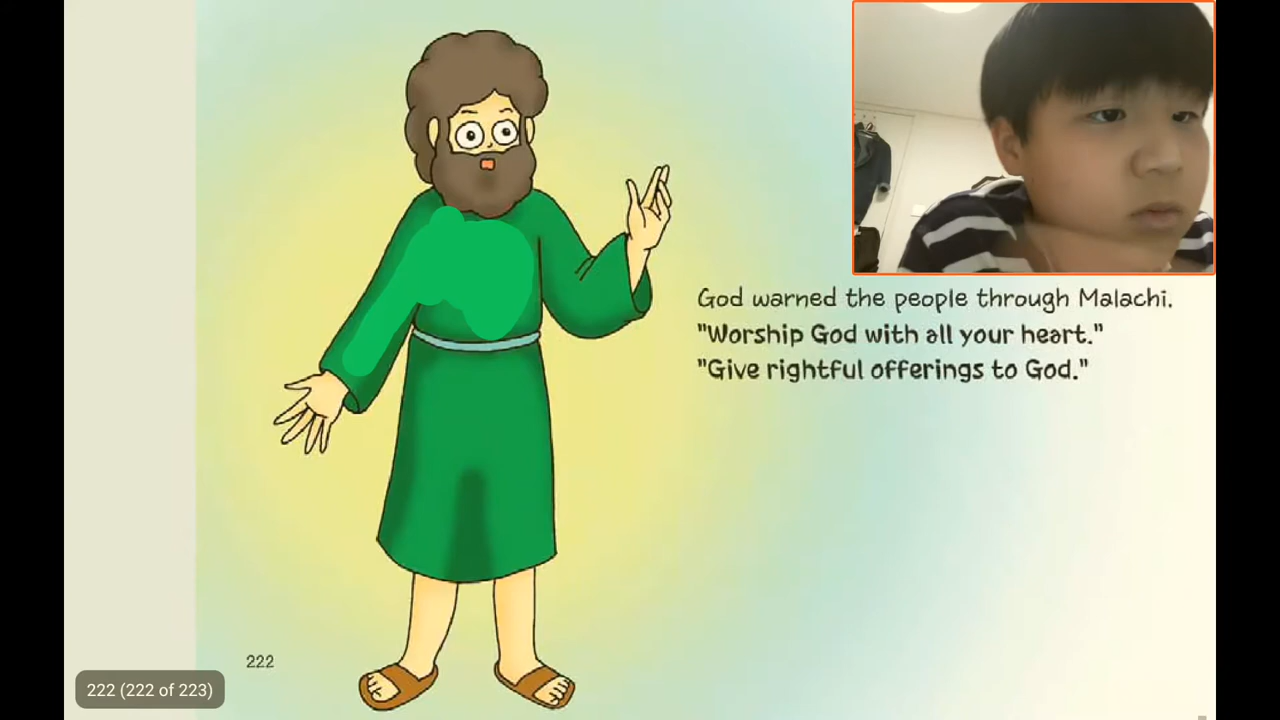 God warned the people through Malachi.
"Worship God with all your heart."
"Give rightful offerings to God."
222
222 (222 of 223)